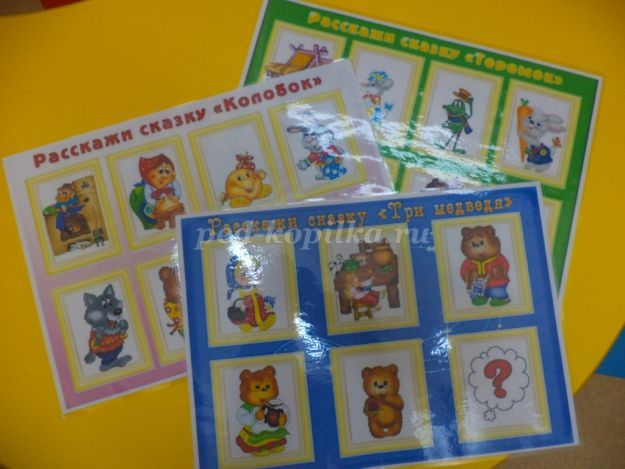 Расскажи сказку «Теремок»
Расскажи сказку «Колобок»
Расскажи сказку «Три медведя»
ped-kopilka.ru
?